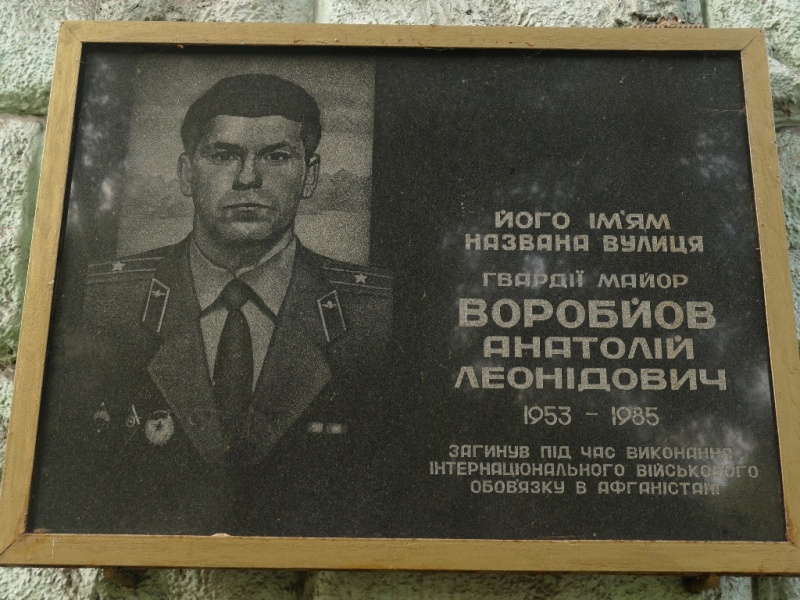 ЙОГО ІМ'ЯМ
НАЗВАНА ВУЛИЦЯ
ГВАРДІЇ МАЙОР
ВОРОБЙОВ
АНАТОЛІЙ
ЛЕОНІДОВИЧ
1953 - 1985
ЗАГИНУВ ПІД ЧАС ВИКОНАННЯ
ІНТЕРНАЦІОНАЛЬНОГО ВІЙСЬКОВОГО
ОБОВ'ЯЗКУ В АФГАНІСТАНІ